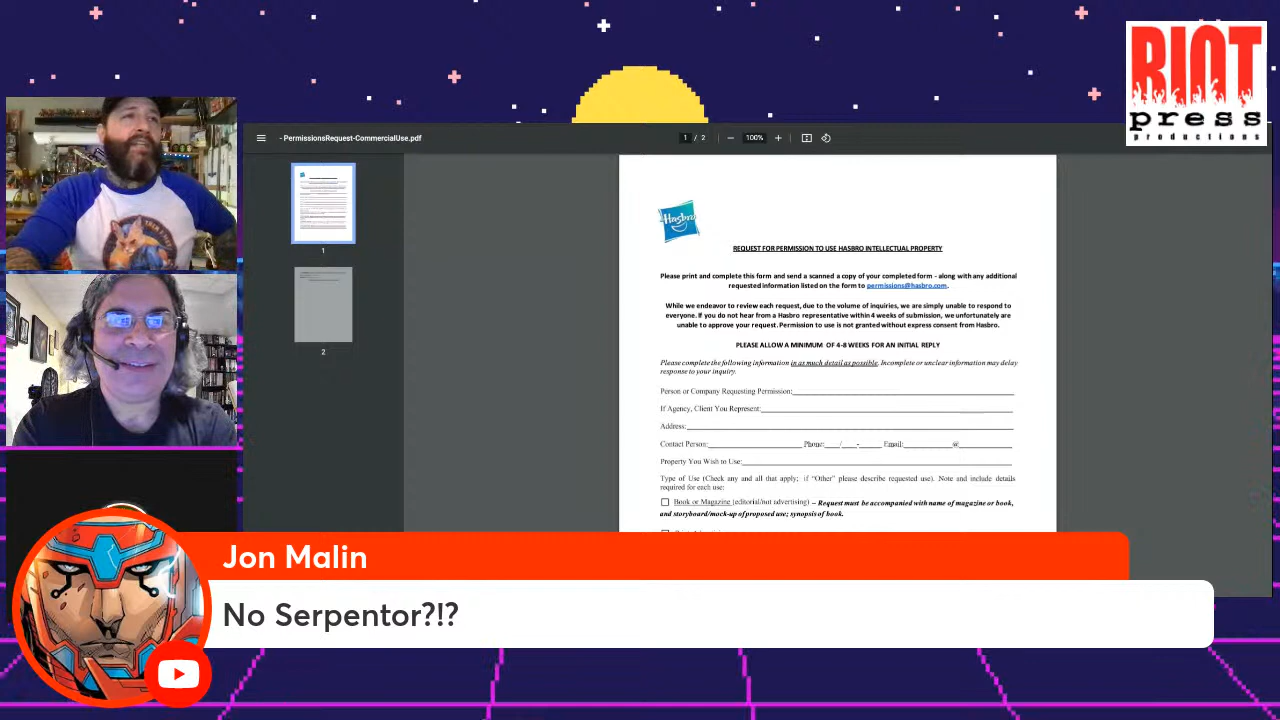 RIOT
press
productions
- PermissionsRequest-CommercialUse.pdf
1 / 2
100%
1
2
Hasbro
REQUEST FOR PERMISSION TO USE HASBRO INTELLECTUAL PROPERTY
Please print and complete this form and send a scanned a copy of your completed form - along with any additional
requested information listed on the form to permissions@hasbro.com.
While we endeavor to review each request, due to the volume of inquiries, we are simply unable to respond to
everyone. If you do not hear from a Hasbro representative within 4 weeks of submission, we unfortunately are
unable to approve your request. Permission to use is not granted without express consent from Hasbro.
PLEASE ALLOW A MINIMUM OF 4-8 WEEKS FOR AN INITIAL REPLY
Please complete the following information in as much detail as possible. Incomplete or unclear information may delay
response to your inquiry.
Person or Company Requesting Permission:
If Agency, Client You Represent:
Address:
Contact Person: Phone: / - Email: @
Property You Wish to Use:
Type of Use (Check any and all that apply; if "Other" please describe requested use). Note and include details
required for each use:
Book or Magazine (editorial/not advertising) – Request must be accompanied with name of magazine or book,
and storyboard/mock-up of proposed use; synopsis of book.
Jon Malin
No Serpentor?!?